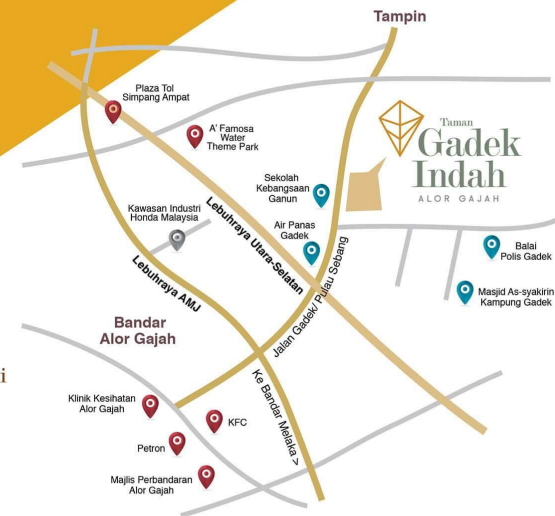 Tampin
Plaza Tol
Simpang Ampat
A' Famosa
Water
Theme Park
Taman
Gadek
Indah
ALOR GAJAH
Sekolah
Kebangsaan
Ganun
Kawasan Industri
Honda Malaysia
Lebuhraya Utara-Selatan
Air Panas
Gadek
Balai
Polis Gadek
Lebuhraya AMJ
Jalan Gadek/ Pulau Sebang
Masjid As-syakirin
Kampung Gadek
Bandar
Alor Gajah
i
Ke Bandar Melaka >
Klinik Kesihatan
Alor Gajah
KFC
Petron
Majlis Perbandaran
Alor Gajah